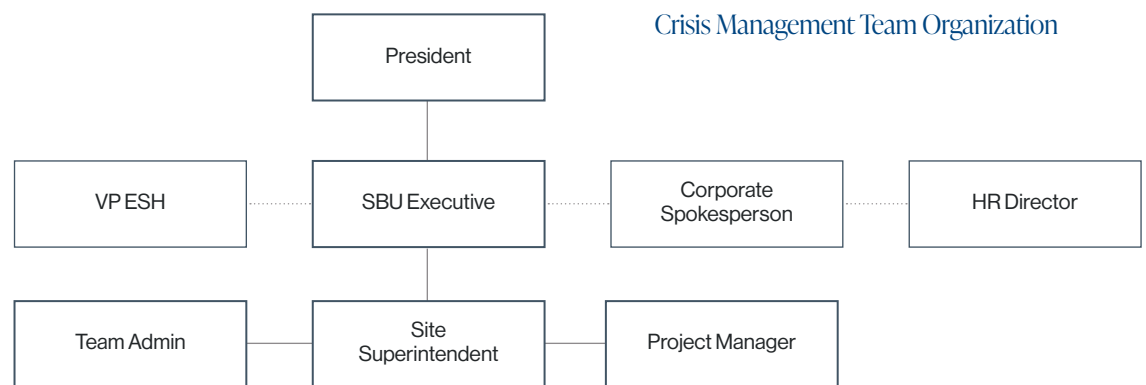 Crisis Management Team Organization
President
VP ESH
SBU Executive
Corporate
Spokesperson
HR Director
Team Admin
Site
Superintendent
Project Manager